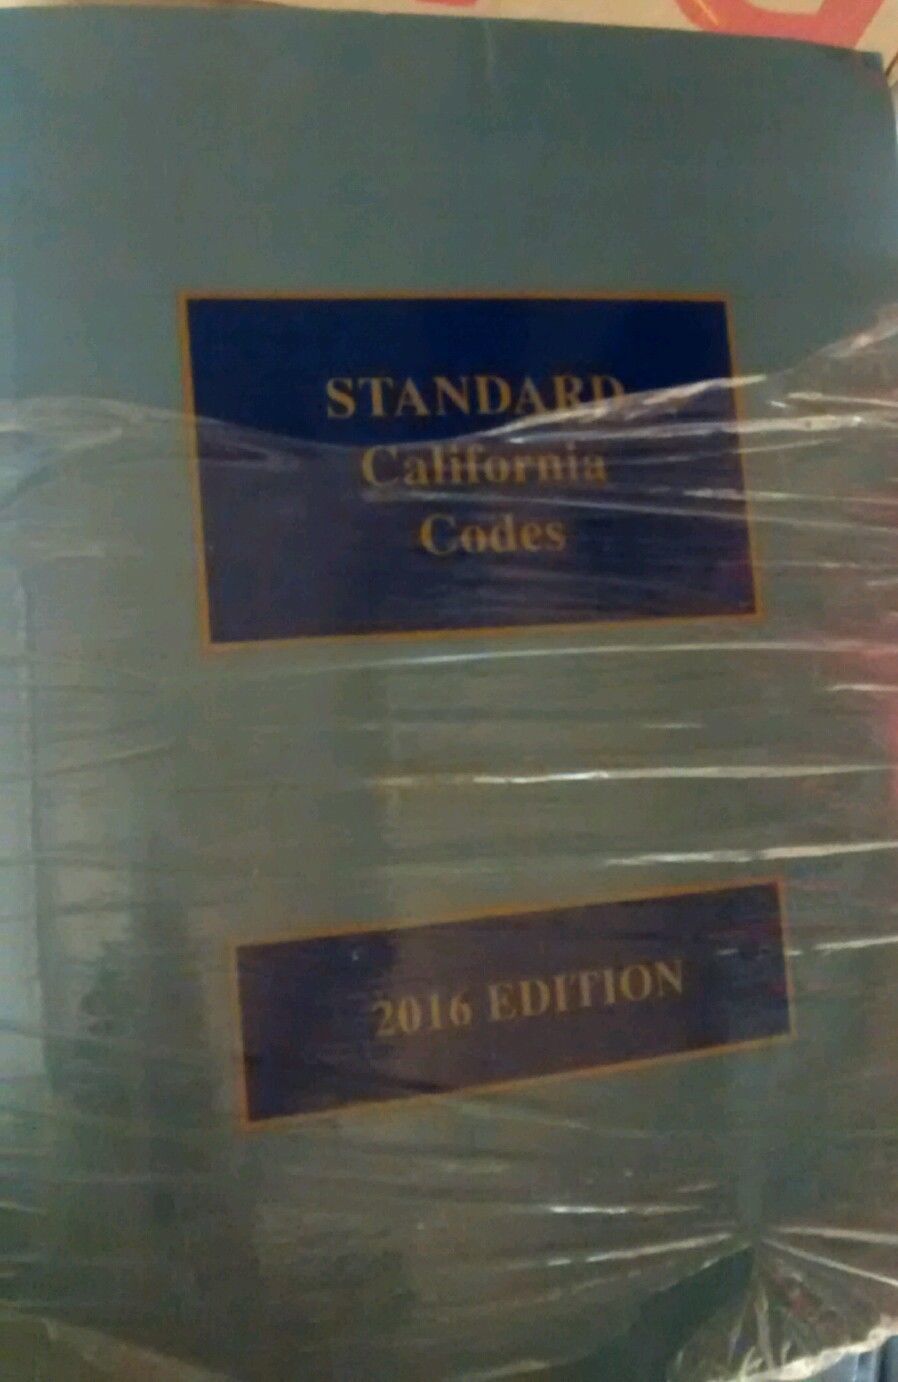 STANDARD
California
Codes
2016 EDITION